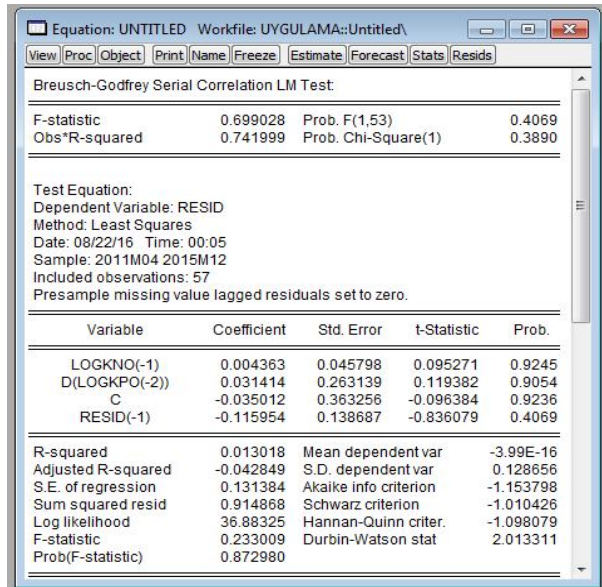 Equation: UNTITLED Workfile: UYGULAMA::Untitled\
View Proc Object Print Name Freeze Estimate Forecast Stats Resids
Breusch-Godfrey Serial Correlation LM Test:
F-statistic 0.699028 Prob. F(1,53) 0.4069
Obs*R-squared 0.741999 Prob. Chi-Square(1) 0.3890
Test Equation:
Dependent Variable: RESID
Method: Least Squares
Date: 08/22/16 Time: 00:05
Sample: 2011M04 2015M12
Included observations: 57
Presample missing value lagged residuals set to zero.
Variable Coefficient Std. Error t-Statistic Prob.
LOGKNO(-1) 0.004363 0.045798 0.095271 0.9245
D(LOGKPO(-2)) 0.031414 0.263139 0.119382 0.9054
C -0.035012 0.363256 -0.096384 0.9236
RESID(-1) -0.115954 0.138687 -0.836079 0.4069
R-squared 0.013018 Mean dependent var -3.99E-16
Adjusted R-squared -0.042849 S.D. dependent var 0.128656
S.E. of regression 0.131384 Akaike info criterion -1.153798
Sum squared resid 0.914868 Schwarz criterion -1.010426
Log likelihood 36.88325 Hannan-Quinn criter. -1.098079
F-statistic 0.233009 Durbin-Watson stat 2.013311
Prob(F-statistic) 0.872980